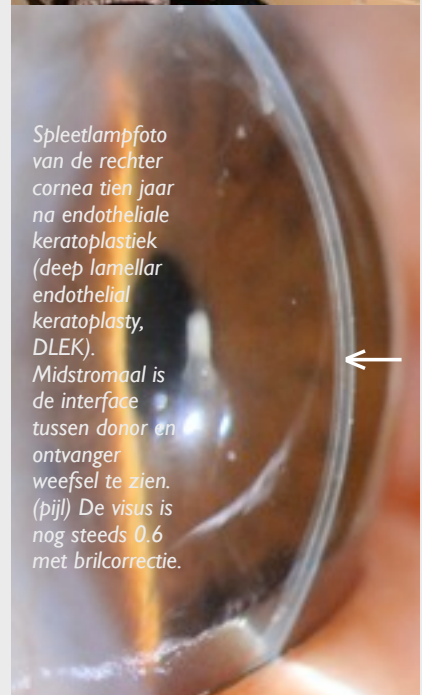 Spleetlampfoto
van de rechter
cornea tien jaar
na endotheliale
keratoplastiek
(deep lamellar
endothelial
keratoplasty,
DLEK).
Midstromaal is
de interface
tussen donor en
ontvanger
weefsel te zien.
(pijl) De visus is
nog steeds 0.6
met brilcorrectie.